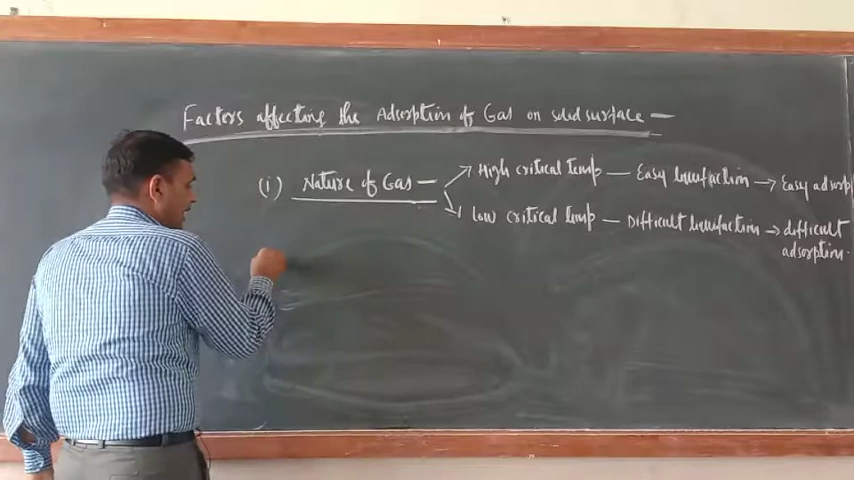 Factors affecting the Adsorption of Gas on solid surface —
(i) Nature of Gas — → High critical temp — Easy liquefaction → Easy adsorb
→ Low critical temp — Difficult liquefaction → difficult
adsorption.